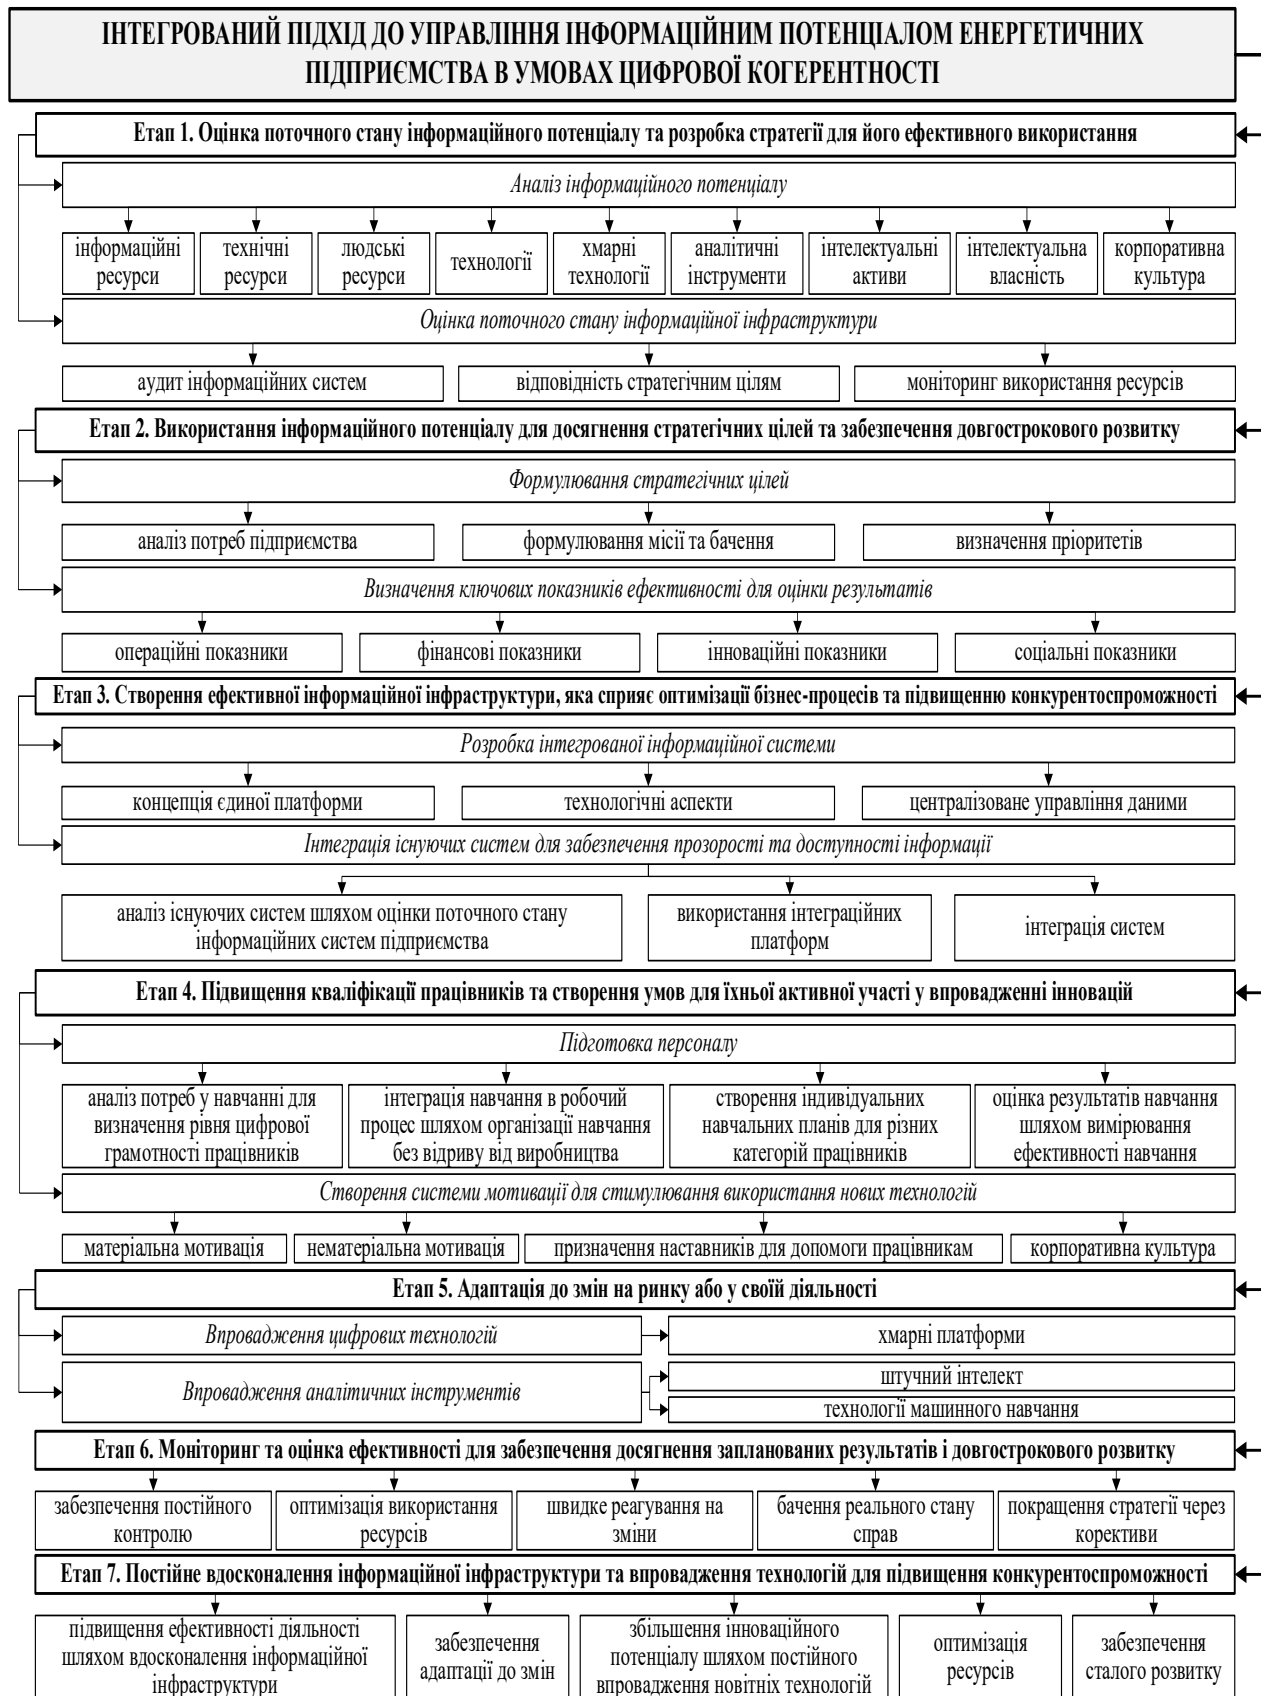 ІНТЕГРОВАНИЙ ПІДХІД ДО УПРАВЛІННЯ ІНФОРМАЦІЙНИМ ПОТЕНЦІАЛОМ ЕНЕРГЕТИЧНИХ
ПІДПРИЄМСТВА В УМОВАХ ЦИФРОВОЇ КОГЕРЕНТНОСТІ
Етап 1. Оцінка поточного стану інформаційного потенціалу та розробка стратегії для його ефективного використання
Аналіз інформаційного потенціалу
інформаційні
ресурси
технічні
ресурси
людські
ресурси
технології
хмарні
технології
аналітичні
інструменти
інтелектуальні
активи
інтелектуальна
власність
корпоративна
культура
Оцінка поточного стану інформаційної інфраструктури
аудит інформаційних систем
відповідність стратегічним цілям
моніторинг використання ресурсів
Етап 2. Використання інформаційного потенціалу для досягнення стратегічних цілей та забезпечення довгострокового розвитку
Формулювання стратегічних цілей
аналіз потреб підприємства
формулювання місії та бачення
визначення пріоритетів
Визначення ключових показників ефективності для оцінки результатів
операційні показники
фінансові показники
інноваційні показники
соціальні показники
Етап 3. Створення ефективної інформаційної інфраструктури, яка сприяє оптимізації бізнес-процесів та підвищенню конкурентоспроможності
Розробка інтегрованої інформаційної системи
концепція єдиної платформи
технологічні аспекти
централізоване управління даними
Інтеграція існуючих систем для забезпечення прозорості та доступності інформації
аналіз існуючих систем шляхом оцінки поточного стану
інформаційних систем підприємства
використання інтеграційних
платформ
інтеграція систем
Етап 4. Підвищення кваліфікації працівників та створення умов для їхньої активної участі у впровадженні інновацій
Підготовка персоналу
аналіз потреб у навчанні для
визначення рівня цифрової
грамотності працівників
інтеграція навчання в робочий
процес шляхом організації навчання
без відриву від виробництва
створення індивідуальних
навчальних планів для різних
категорій працівників
оцінка результатів навчання
шляхом вимірювання
ефективності навчання
Створення системи мотивації для стимулювання використання нових технологій
матеріальна мотивація
нематеріальна мотивація
призначення наставників для допомоги працівникам
корпоративна культура
Етап 5. Адаптація до змін на ринку або у своїй діяльності
Впровадження цифрових технологій
хмарні платформи
Впровадження аналітичних інструментів
штучний інтелект
технології машинного навчання
Етап 6. Моніторинг та оцінка ефективності для забезпечення досягнення запланованих результатів і довгострокового розвитку
забезпечення постійного
контролю
оптимізація використання
ресурсів
швидке реагування на
зміни
бачення реального стану
справ
покращення стратегії через
корективи
Етап 7. Постійне вдосконалення інформаційної інфраструктури та впровадження технологій для підвищення конкурентоспроможності
підвищення ефективності діяльності
шляхом вдосконалення інформаційної
інфраструктури
забезпечення
адаптації до змін
збільшення інноваційного
потенціалу шляхом постійного
впровадження новітніх технологій
оптимізація
ресурсів
забезпечення
сталого розвитку